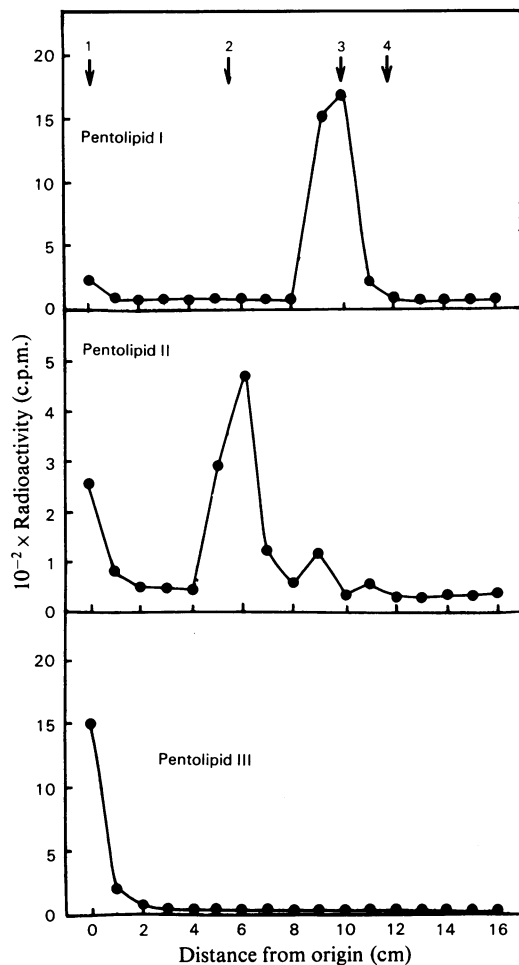 1 2 3 4
20
Pentolipid I
15
10
5
0
Pentolipid II
5
4
3
2
1
0
10⁻² × Radioactivity (c.p.m.)
20
15
Pentolipid III
10
5
0
0 2 4 6 8 10 12 14 16
Distance from origin (cm)